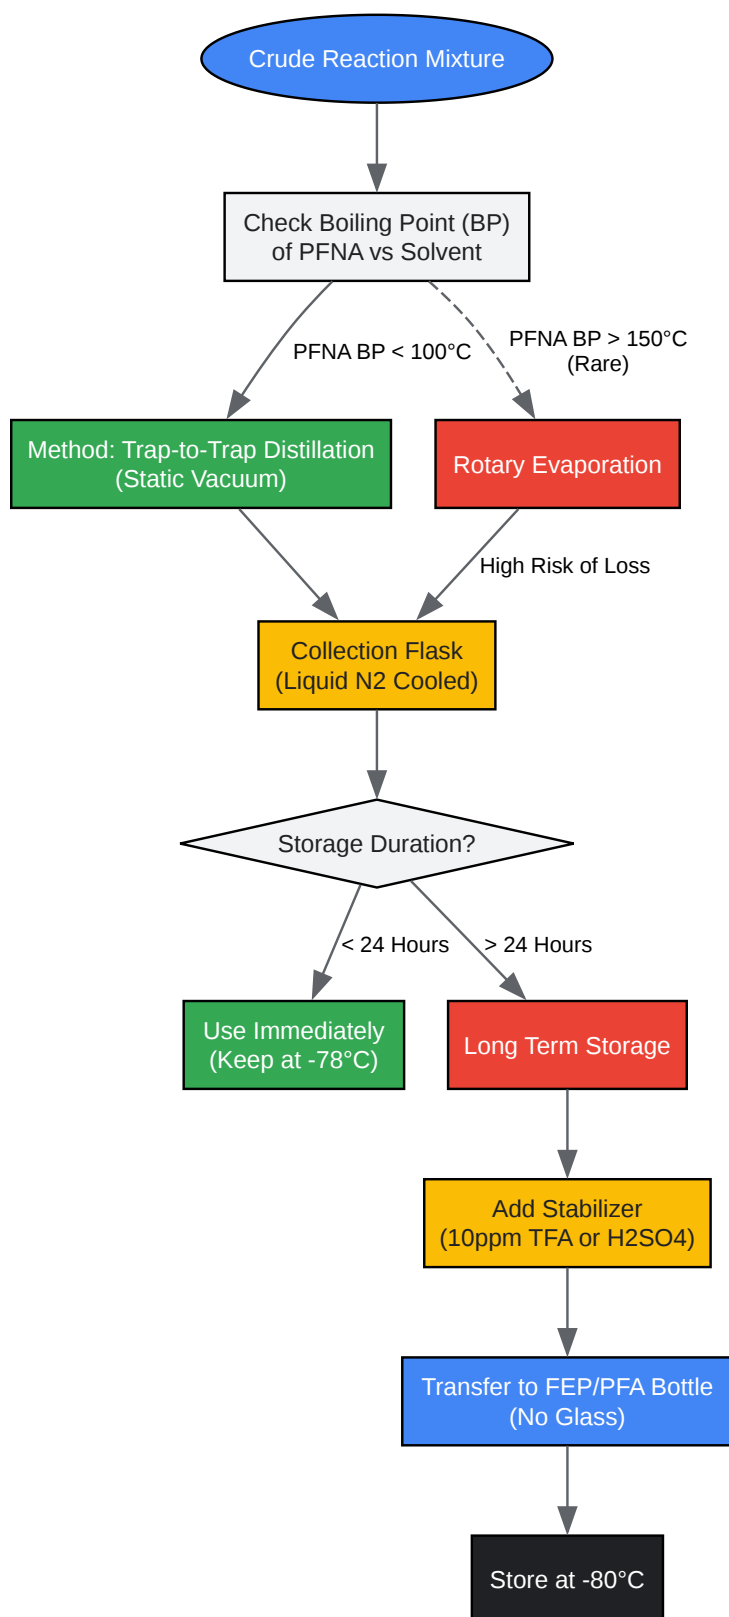 Crude Reaction Mixture
Check Boiling Point (BP)
of PFNA vs Solvent
PFNA BP < 100°C
PFNA BP > 150°C
(Rare)
Method: Trap-to-Trap Distillation
(Static Vacuum)
Rotary Evaporation
High Risk of Loss
Collection Flask
(Liquid N2 Cooled)
Storage Duration?
< 24 Hours
> 24 Hours
Use Immediately
(Keep at -78°C)
Long Term Storage
Add Stabilizer
(10ppm TFA or H2SO4)
Transfer to FEP/PFA Bottle
(No Glass)
Store at -80°C